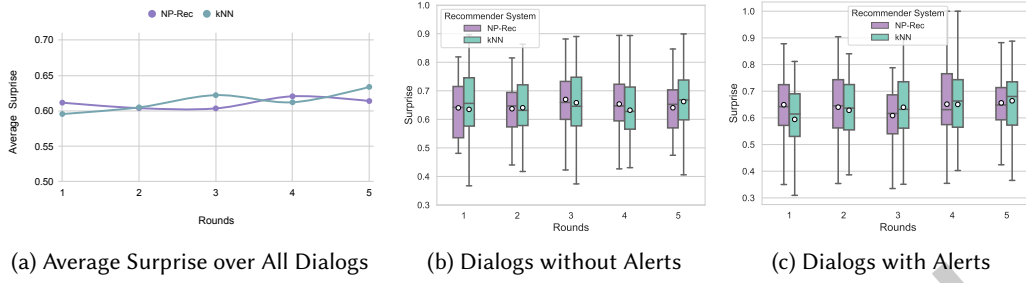 NP-Rec kNN
0.70
0.65
0.60
0.55
0.50
Average Surprise
1 2 3 4 5
Rounds
(a) Average Surprise over All Dialogs
1.0
0.9
0.8
0.7
0.6
0.5
0.4
0.3
Surprise
Recommender System
NP-Rec
kNN
1 2 3 4 5
Rounds
(b) Dialogs without Alerts
1.0
0.9
0.8
0.7
0.6
0.5
0.4
0.3
Surprise
Recommender System
NP-Rec
kNN
1 2 3 4 5
Rounds
(c) Dialogs with Alerts